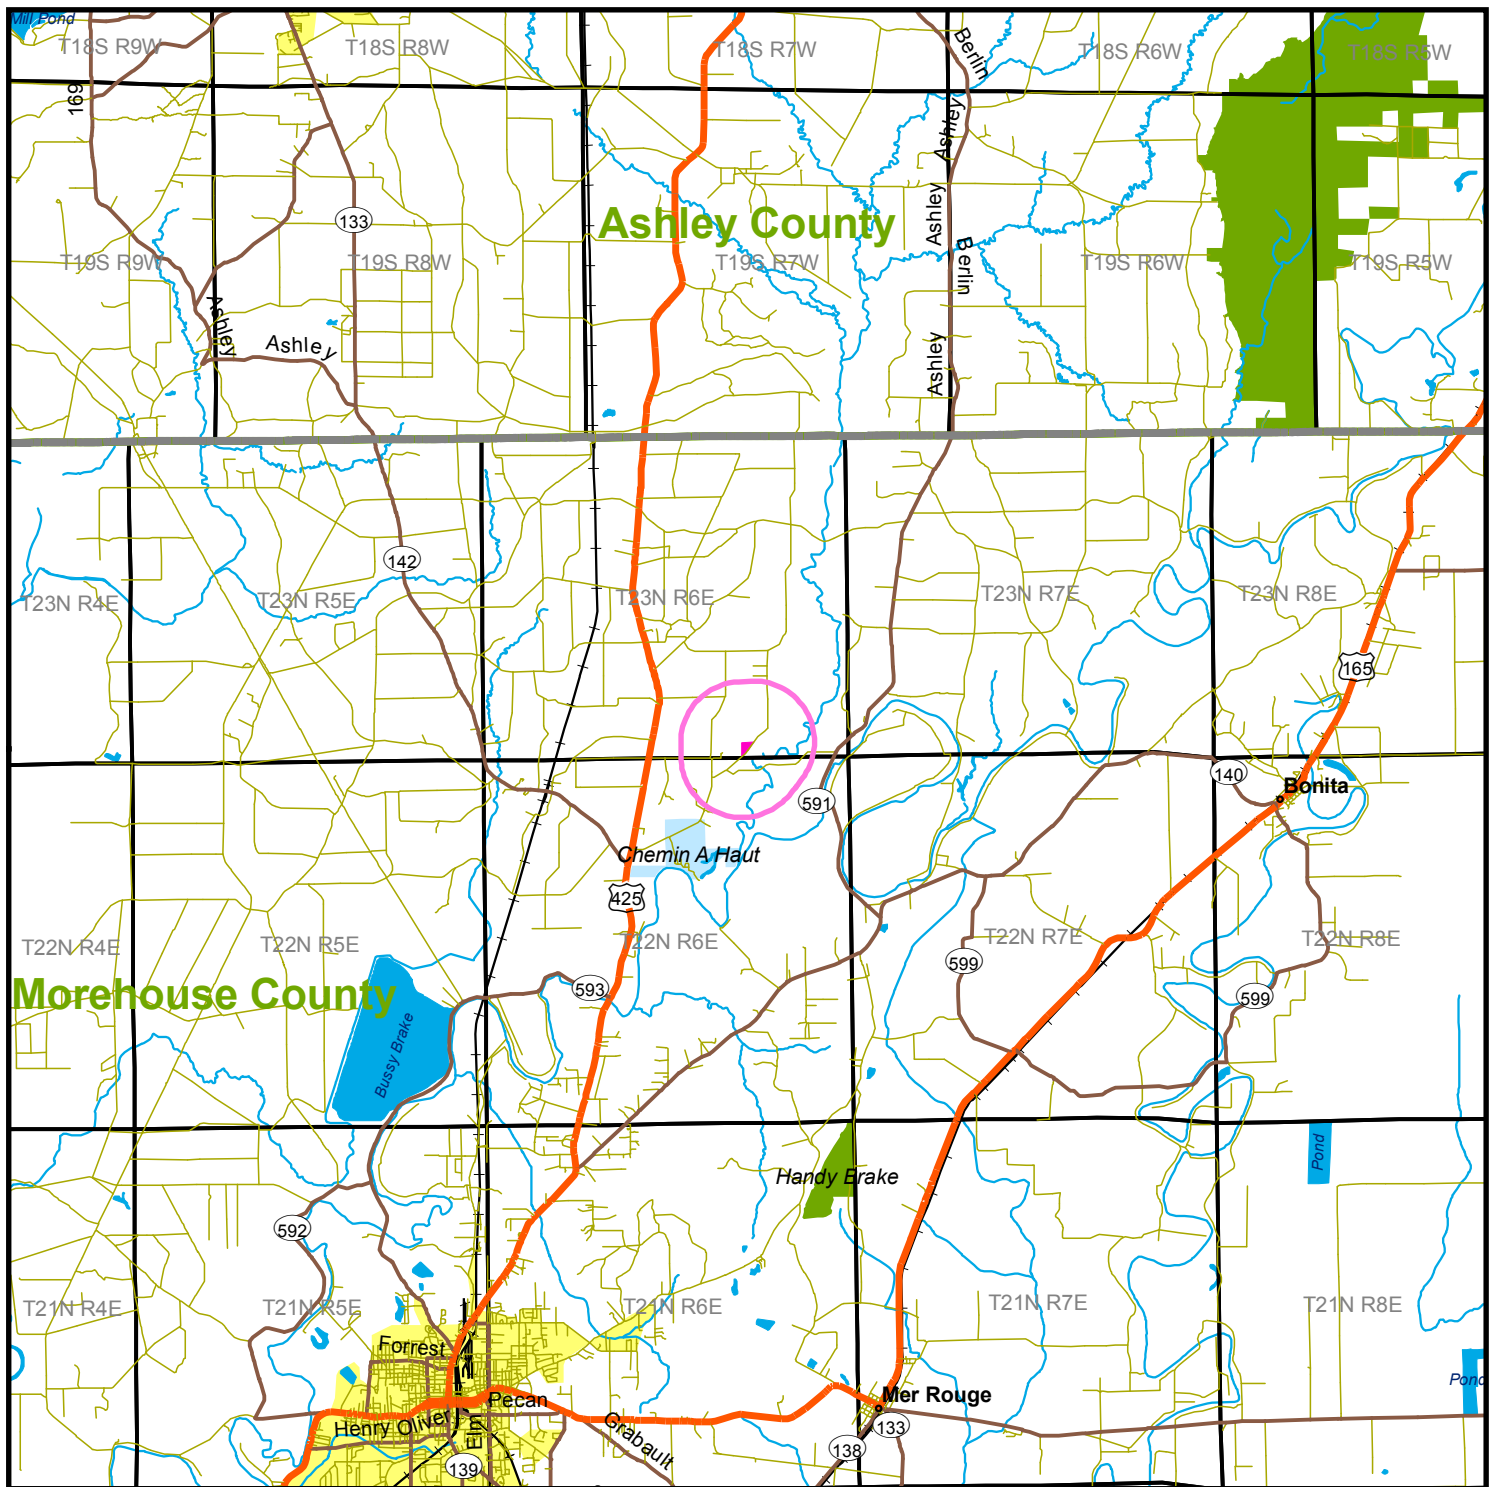 Mill Pond
T18S R9W
T18S R8W
T18S R7W
Berlin
T18S R6W
T18S R5W
169
Ashley
133
Ashley County
Ashley
T19S R9W
T19S R8W
T19S R7W
Berlin
T19S R6W
T19S R5W
Ashley
Ashley
Ashley
142
T23N R4E
T23N R5E
T23N R6E
T23N R7E
T23N R8E
165
140
Bonita
591
Chemin A Haut
425
T22N R4E
T22N R5E
T22N R6E
T22N R7E
T22N R8E
599
Morehouse County
593
599
Bussy Brake
Handy Brake
Pond
592
T21N R4E
T21N R5E
T21N R6E
T21N R7E
T21N R8E
Forrest
Pecan
Mer Rouge
Pond
Henry Oliver
Elm
Grabault
133
138
139